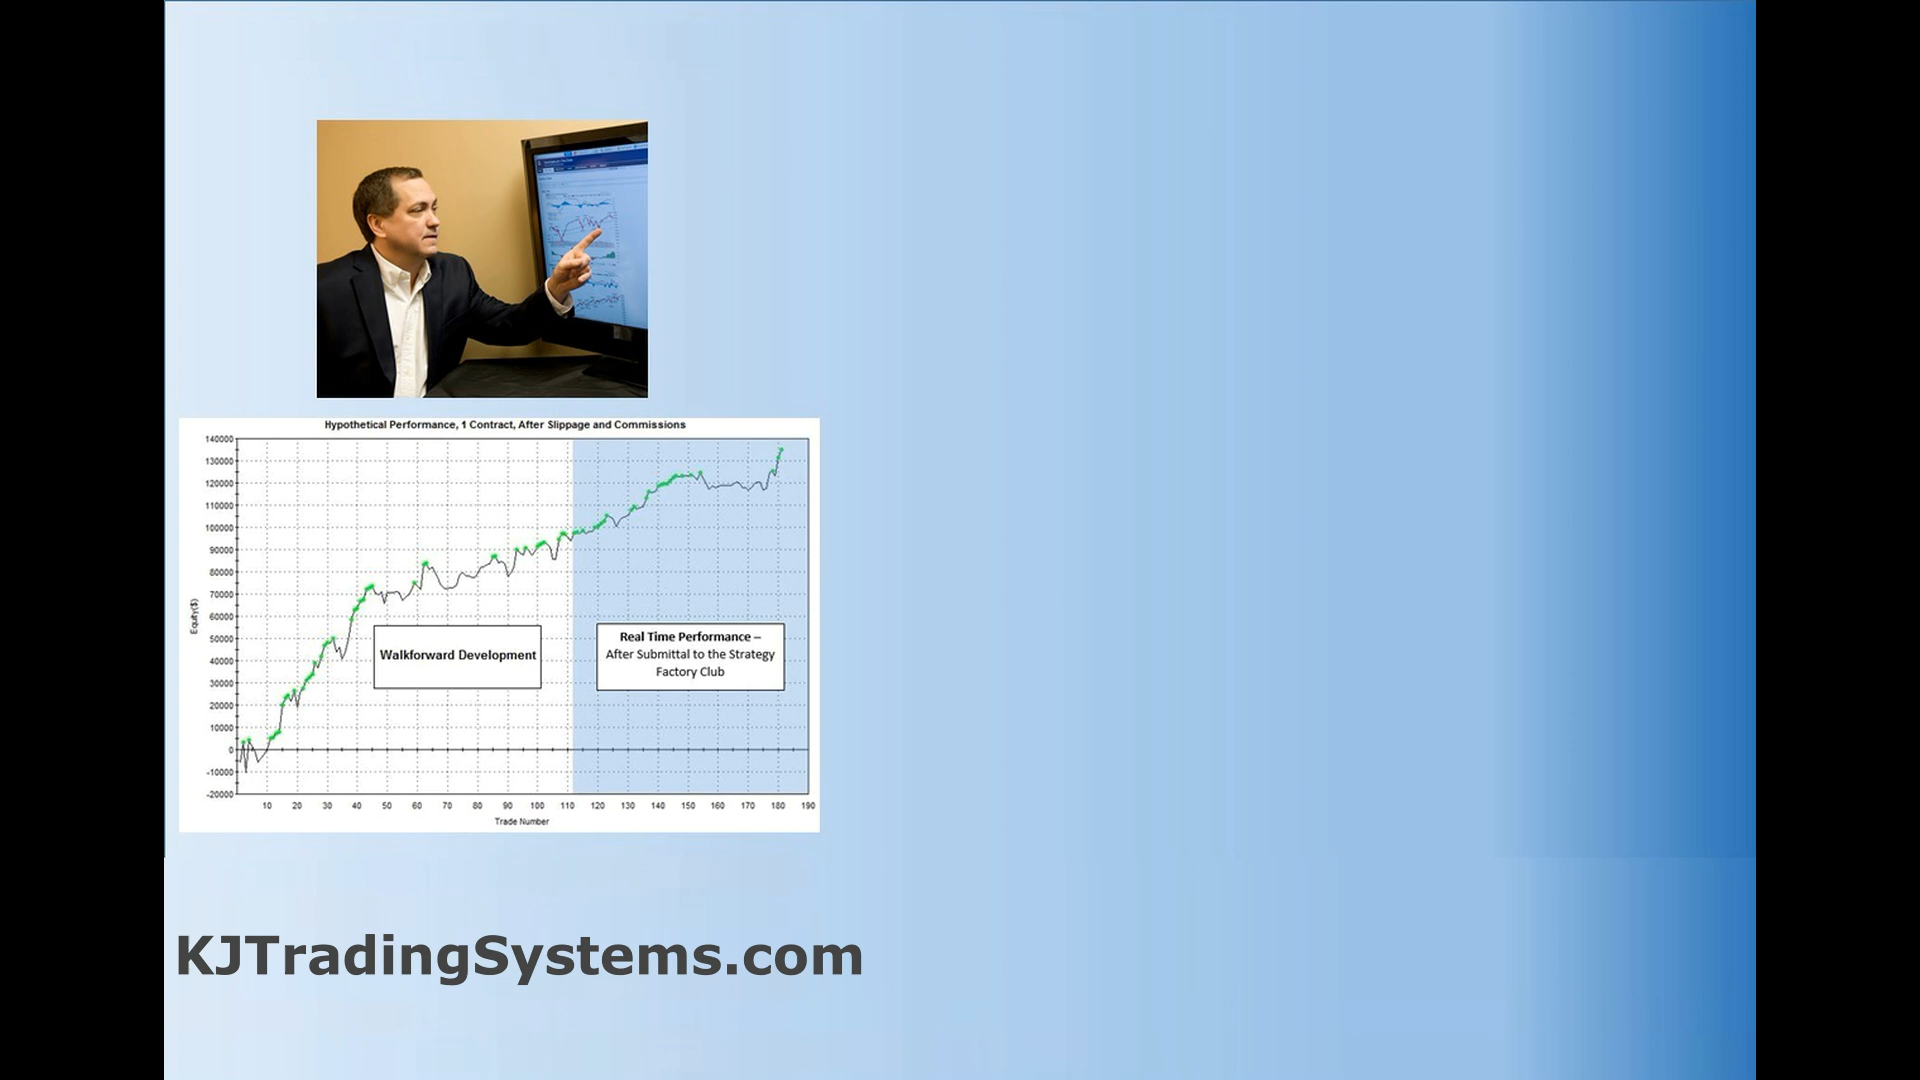 Hypothetical Performance, 1 Contract, After Slippage and Commissions
140000
130000
120000
110000
100000
90000
80000
70000
60000
50000
40000
30000
20000
10000
0
-10000
-20000
Equity($)
Walkforward Development
Real Time Performance –
After Submittal to the Strategy
Factory Club
10 20 30 40 50 60 70 80 90 100 110 120 130 140 150 160 170 180 190
Trade Number
KJTradingSystems.com